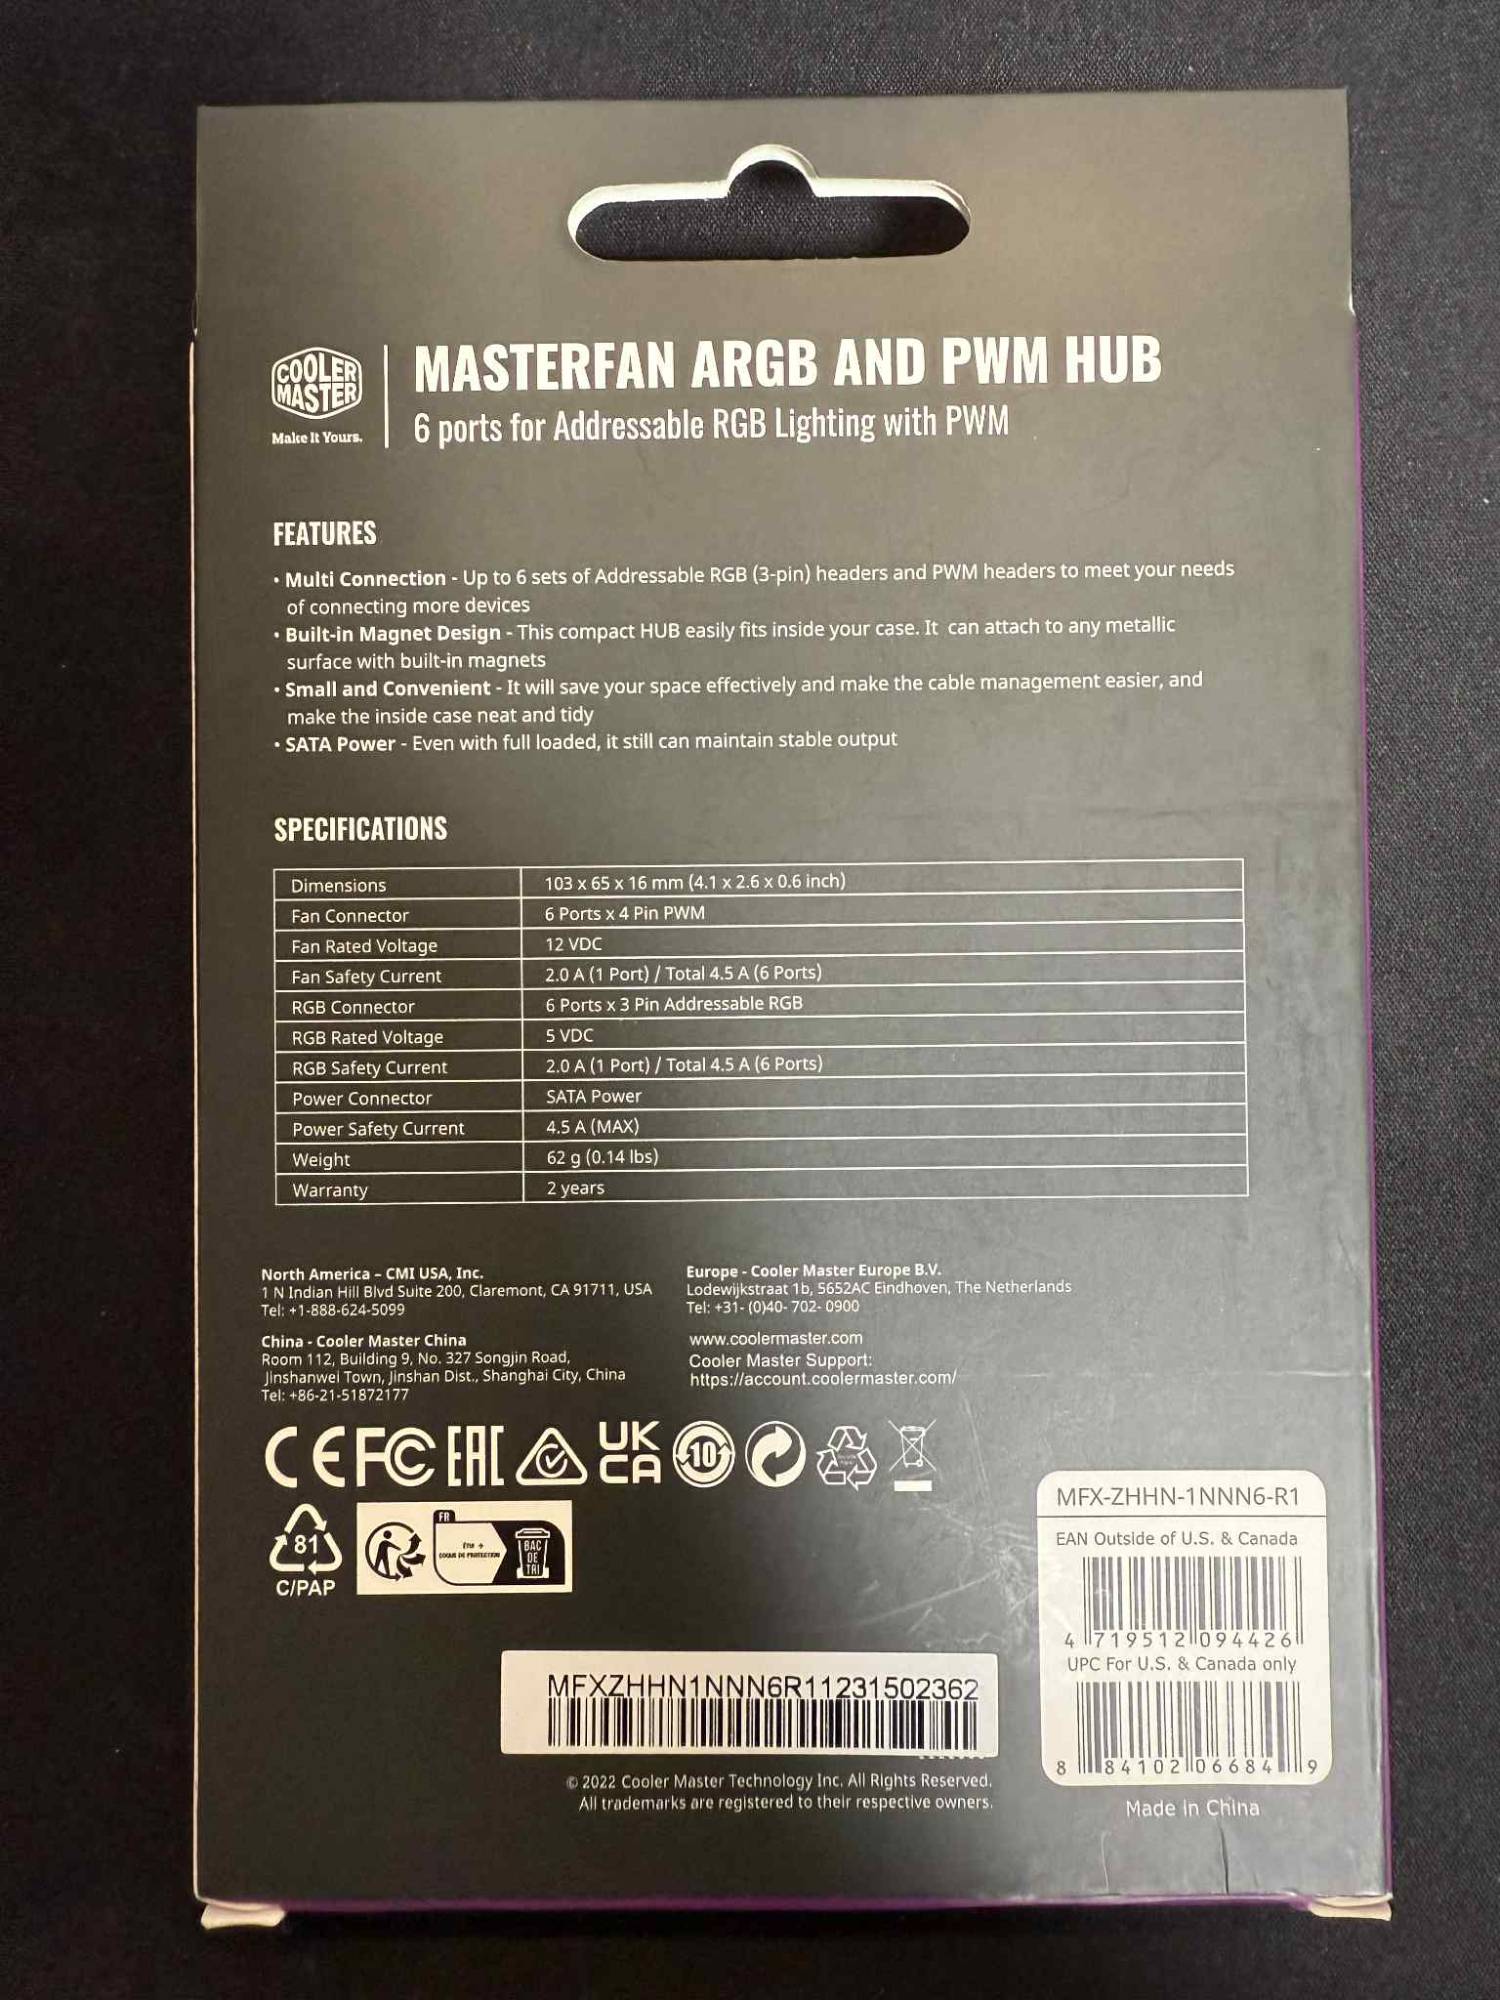 COOLER
MASTER
Make It Yours.
MASTERFAN ARGB AND PWM HUB
6 ports for Addressable RGB Lighting with PWM
FEATURES
• Multi Connection - Up to 6 sets of Addressable RGB (3-pin) headers and PWM headers to meet your needs
of connecting more devices
• Built-in Magnet Design - This compact HUB easily fits inside your case. It can attach to any metallic
surface with built-in magnets
• Small and Convenient - It will save your space effectively and make the cable management easier, and
make the inside case neat and tidy
• SATA Power - Even with full loaded, it still can maintain stable output
SPECIFICATIONS
Dimensions 103 x 65 x 16 mm (4.1 x 2.6 x 0.6 inch)
Fan Connector 6 Ports x 4 Pin PWM
Fan Rated Voltage 12 VDC
Fan Safety Current 2.0 A (1 Port) / Total 4.5 A (6 Ports)
RGB Connector 6 Ports x 3 Pin Addressable RGB
RGB Rated Voltage 5 VDC
RGB Safety Current 2.0 A (1 Port) / Total 4.5 A (6 Ports)
Power Connector SATA Power
Power Safety Current 4.5 A (MAX)
Weight 62 g (0.14 lbs)
Warranty 2 years
North America – CMI USA, Inc.
1 N Indian Hill Blvd Suite 200, Claremont, CA 91711, USA
Tel: +1-888-624-5099
Europe - Cooler Master Europe B.V.
Lodewijkstraat 1b, 5652AC Eindhoven, The Netherlands
Tel: +31- (0)40- 702- 0900
China - Cooler Master China
Room 112, Building 9, No. 327 Songjin Road,
Jinshanwei Town, Jinshan Dist., Shanghai City, China
Tel: +86-21-51872177
www.coolermaster.com
Cooler Master Support:
https://account.coolermaster.com/
CE FC EAC UK CA 10
81
C/PAP
FR
BAC
DE
TRI
MFX-ZHHN-1NNN6-R1
EAN Outside of U.S. & Canada
4 719512 094426
UPC For U.S. & Canada only
8 84102 06684 9
Made in China
MFXZHHN1NNN6R11231502362
© 2022 Cooler Master Technology Inc. All Rights Reserved.
All trademarks are registered to their respective owners.